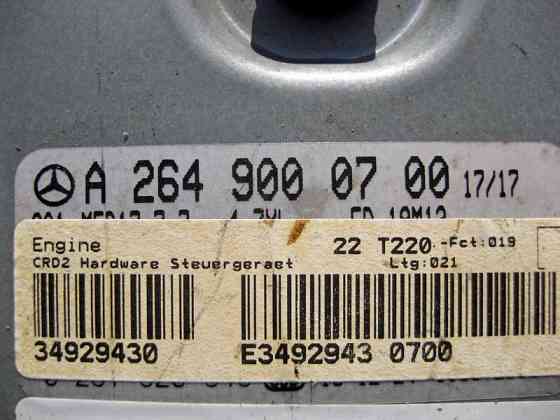 A 264 900 07 00 17/17
Engine 22 T220 -Fct:019
CRD2 Hardware Steuergeraet Ltg:021
34929430 E3492943 0700